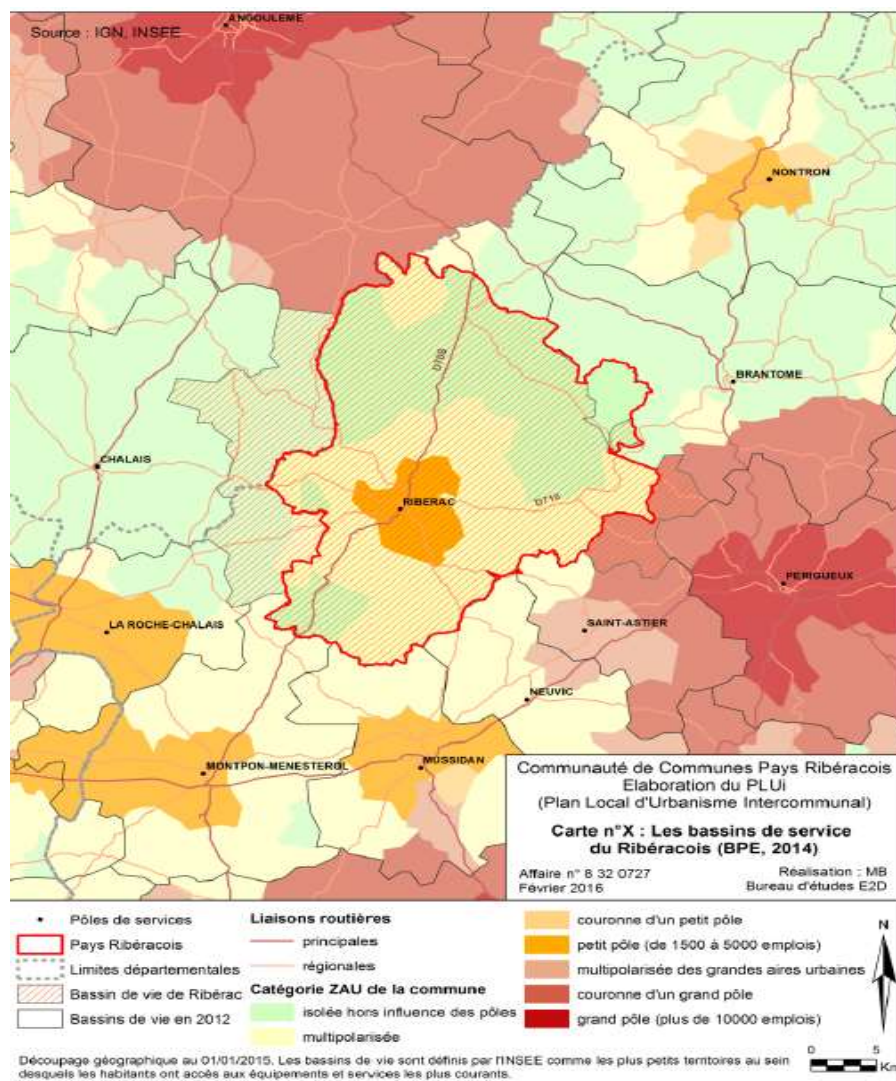 Source : IGN, INSEE
ANGOULEME
NONTRON
D708
BRANTOME
CHALAIS
RIBERAC
D710
PERIGUEUX
LA ROCHE-CHALAIS
SAINT-ASTIER
NEUVIC
MONTPON-MENESTEROL
MUSSIDAN
Communauté de Communes Pays Ribéracois
Elaboration du PLUi
(Plan Local d'Urbanisme Intercommunal)
Carte n°X : Les bassins de service
du Ribéracois (BPE, 2014)
Affaire n° 8 32 0727
Réalisation : MB
Février 2016
Bureau d'études E2D
Pôles de services
Pays Ribéracois
Limites départementales
Bassin de vie de Ribérac
Bassins de vie en 2012
Liaisons routières
principales
régionales
Catégorie ZAU de la commune
isolée hors influence des pôles
multipolarisée
couronne d'un petit pôle
petit pôle (de 1500 à 5000 emplois)
multipolarisée des grandes aires urbaines
couronne d'un grand pôle
grand pôle (plus de 10000 emplois)
N
0 5
Découpage géographique au 01/01/2015. Les bassins de vie sont définis par l'INSEE comme les plus petits territoires au sein
desquels les habitants ont accès aux équipements et services les plus courants.